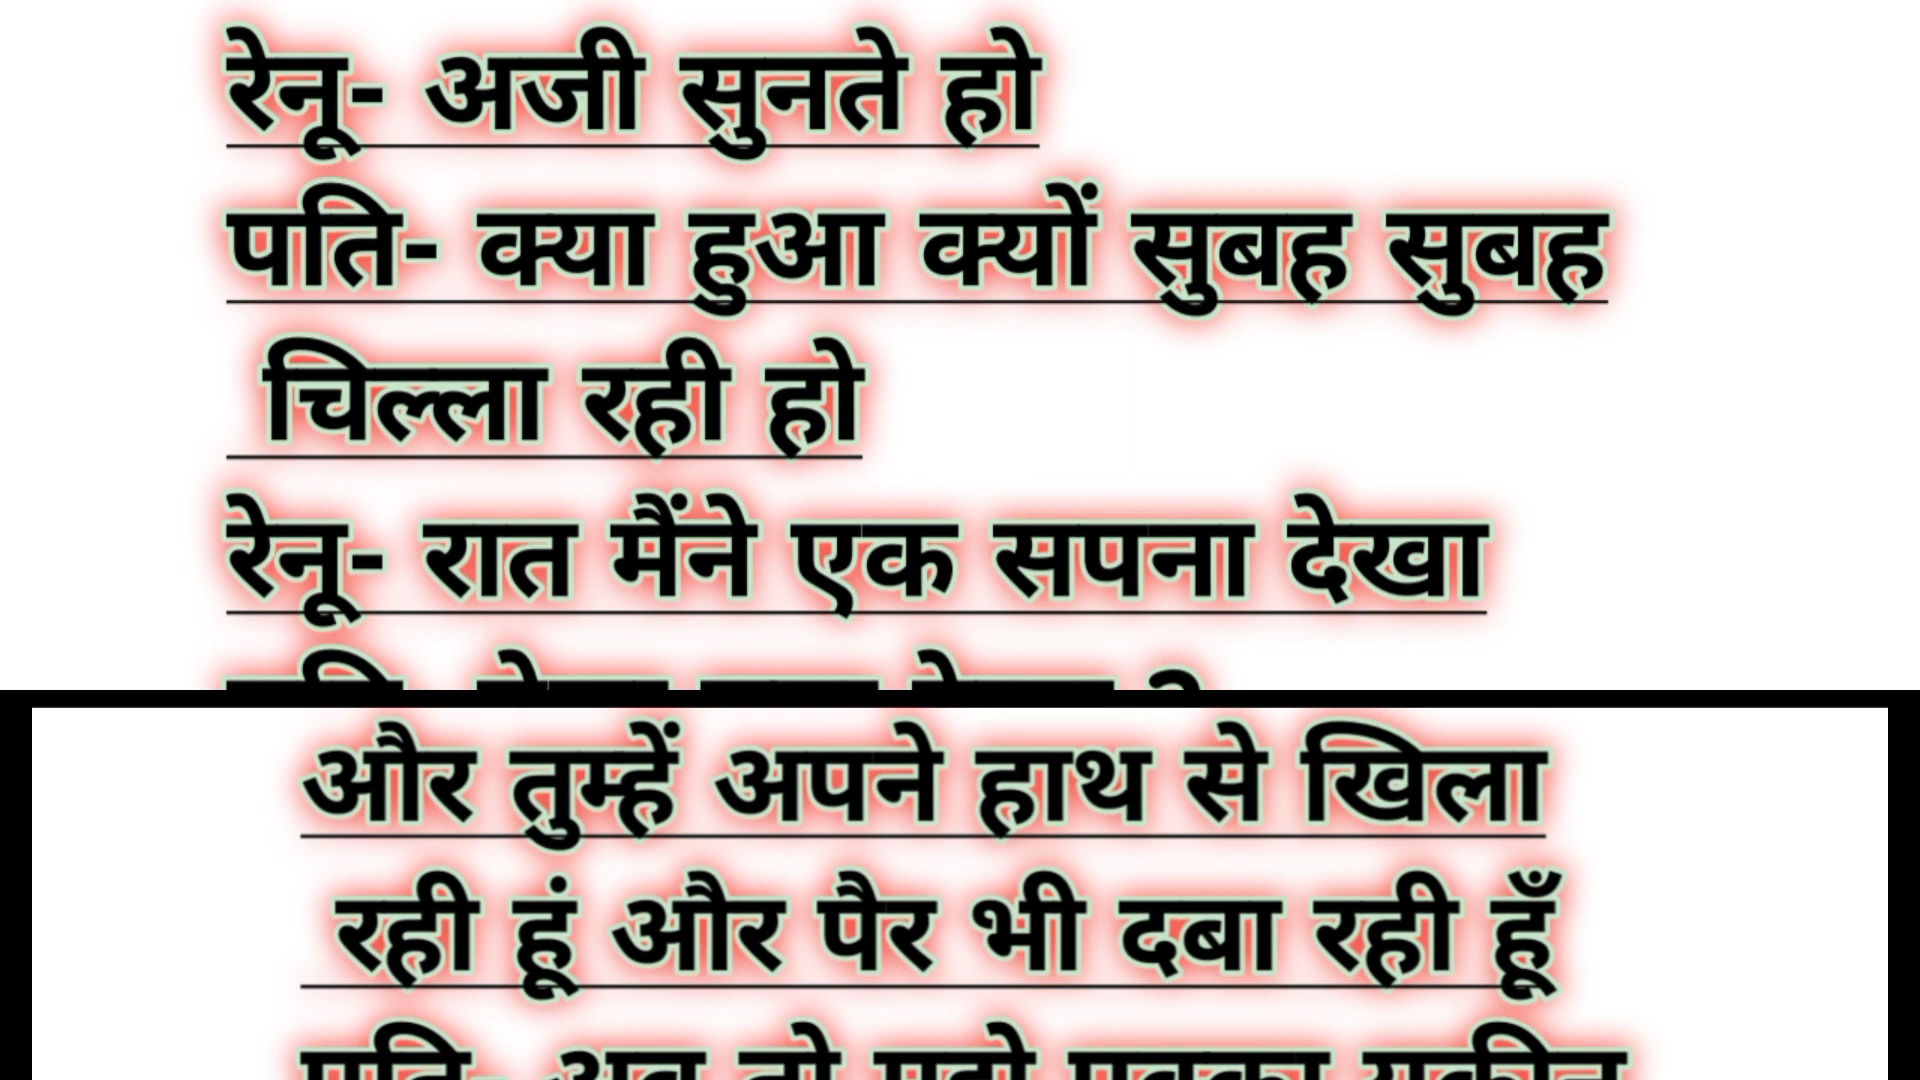 रेनू- अजी सुनते हो
पति- क्या हुआ क्यों सुबह सुबह
चिल्ला रही हो
रेनू- रात मैंने एक सपना देखा
और तुम्हें अपने हाथ से खिला
रही हूं और पैर भी दबा रही हूँ